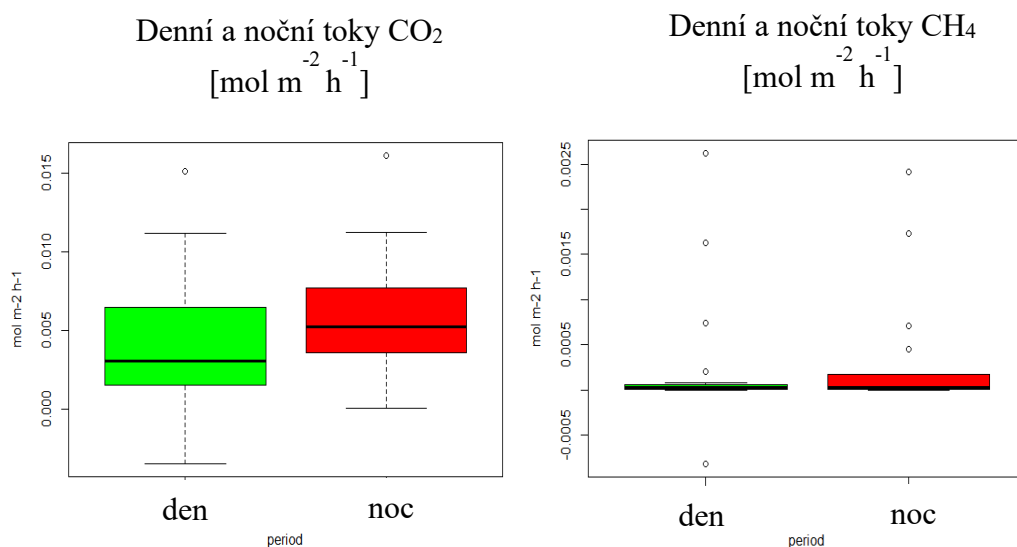 Denní a noční toky CO2
[mol m-2 h-1]
mol m-2 h-1
0.015
0.010
0.005
0.000
den
noc
period
Denní a noční toky CH4
[mol m-2 h-1]
mol m-2 h-1
0.0025
0.0015
0.0005
-0.0005
den
noc
period